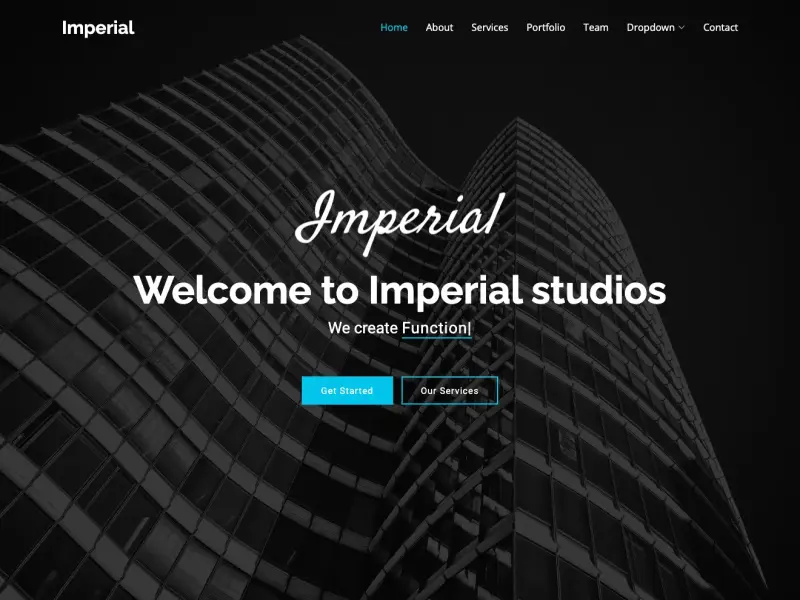 Imperial
Home About Services Portfolio Team Dropdown Contact
Imperial
Welcome to Imperial studios
We create Function|
Get Started Our Services